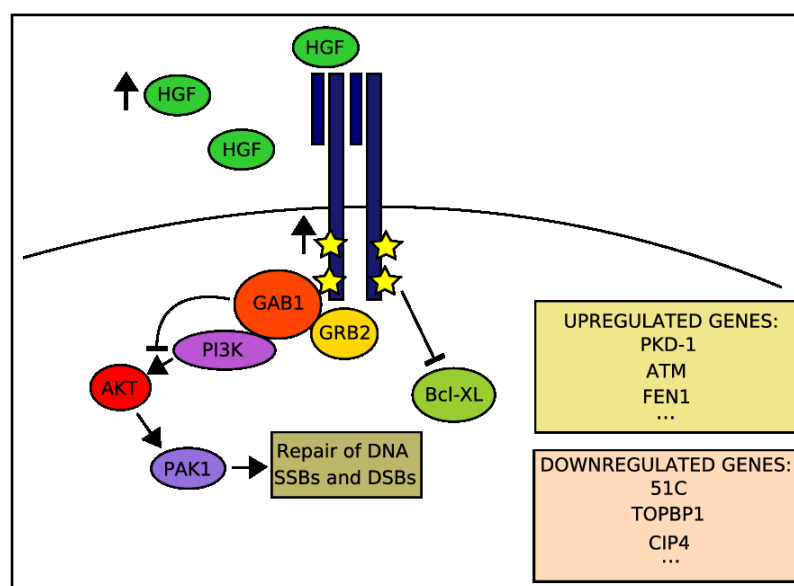 HGF
HGF
HGF
GAB1
GRB2
PI3K
AKT
Bcl-XL
PAK1
Repair of DNA
SSBs and DSBs
UPREGULATED GENES:
PKD-1
ATM
FEN1
...
DOWNREGULATED GENES:
51C
TOPBP1
CIP4
...